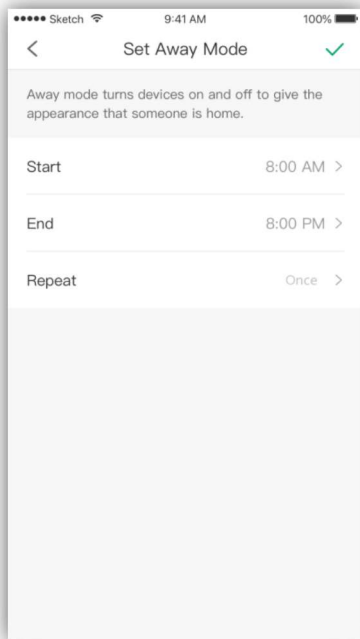 Sketch 9:41 AM 100%
Set Away Mode
Away mode turns devices on and off to give the
appearance that someone is home.
Start 8:00 AM
End 8:00 PM
Repeat Once